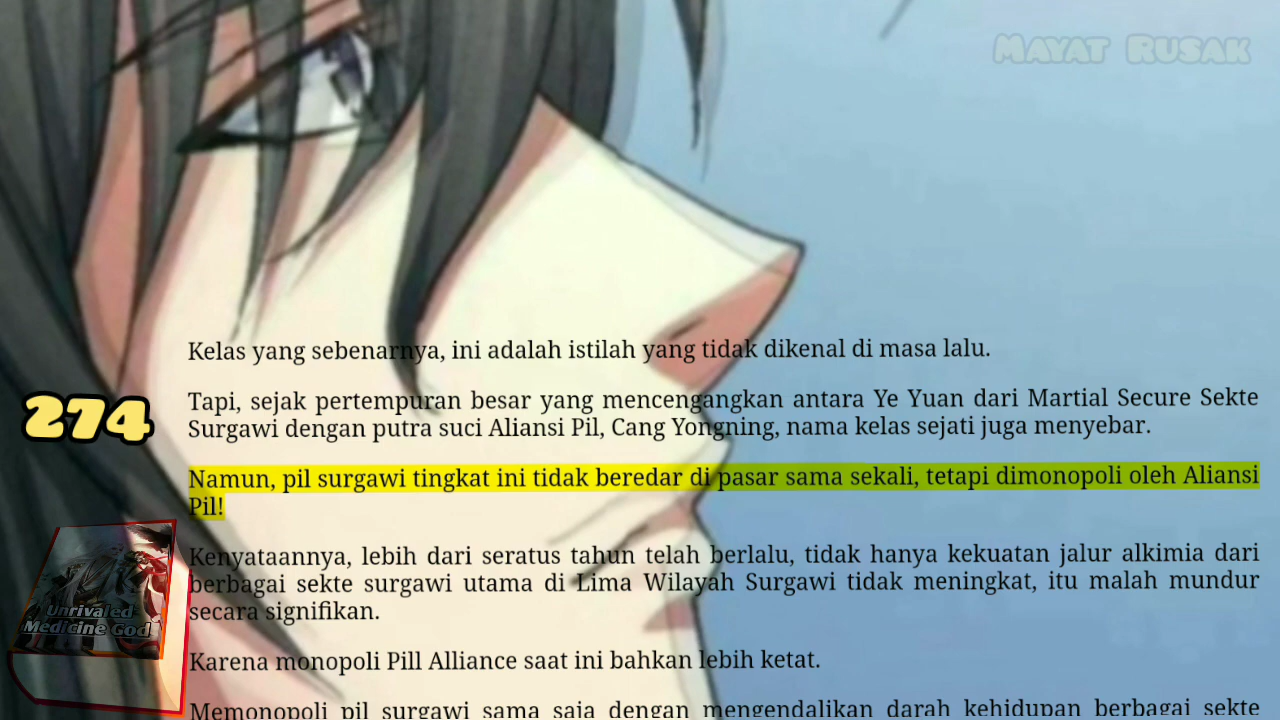 Mayat Rusak
Kelas yang sebenarnya, ini adalah istilah yang tidak dikenal di masa lalu.
Tapi, sejak pertempuran besar yang mencengangkan antara Ye Yuan dari Martial Secure Sekte
Surgawi dengan putra suci Aliansi Pil, Cang Yongning, nama kelas sejati juga menyebar.
274
Namun, pil surgawi tingkat ini tidak beredar di pasar sama sekali, tetapi dimonopoli oleh Aliansi
Pil!
Kenyataannya, lebih dari seratus tahun telah berlalu, tidak hanya kekuatan jalur alkimia dari
berbagai sekte surgawi utama di Lima Wilayah Surgawi tidak meningkat, itu malah mundur
secara signifikan.
Unrivaled
Medicine God
Karena monopoli Pill Alliance saat ini bahkan lebih ketat.
Memonopoli pil surgawi sama saja dengan mengendalikan darah kehidupan berbagai sekte